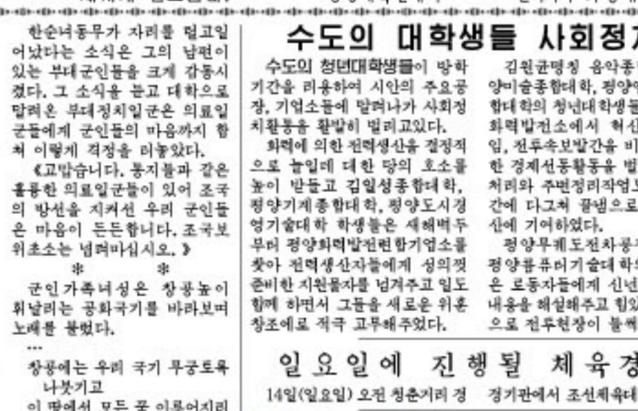 한순녀동무가 자리를 털고일
어났다는 소식은 그의 남편이
있는 부대군인들을 크게 감동시
켰다. 그 소식을 듣고 대학으로
달려온 부대정치일군은 의료일
군들에게 군인들의 마음까지 합
쳐 이렇게 격정을 터놓았다.
《고맙습니다. 동지들과 같은
훌륭한 의료일군들이 있어 조국
의 방선을 지켜선 우리 군인들
은 마음이 든든합니다. 조국보
위초소는 념려마십시오.》
* *
군인가족녀성은 창공높이
휘날리는 공화국기를 바라보며
노래를 불렀다.
…
창공에는 우리 국기 무궁토록
나붓기고
이 땅에선 모든 꿈 이루어지리
수도의 대학생들 사회정치
수도의 청년대학생들이 방학
기간을 리용하여 시안의 주요공
장, 기업소들에 달려나가 사회정
치활동을 활발히 벌리고있다.
화력에 의한 전력생산을 결정적
으로 늘일데 대한 당의 호소를
높이 받들고 김일성종합대학,
평양기계종합대학, 평양도시경
영기술대학 학생들은 새해벽두
부터 평양화력발전련합기업소를
찾아 전력생산자들에게 성의껏
준비한 지원물자를 넘겨주고 일도
함께 하면서 그들을 새로운 위훈
창조에로 적극 고무해주었다.
김원균명칭 음악종
양미술종합대학, 평양
합대학의 청년대학생들
화력발전소에서 혁신
임, 전투속보발간을 비
한 경제선동활동을 벌
처리와 주변정리작업
간에 다그쳐 끝냄으로
산에 기여하였다.
평양무궤도전차공
평양콤퓨터기술대학
은 로동자들에게 신년
내용을 해설해주고 힘있
으로 전투현장이 들썩
일요일에 진행될 체육경
14일(일요일) 오전 청춘거리 경
경기관에서 조선체육대